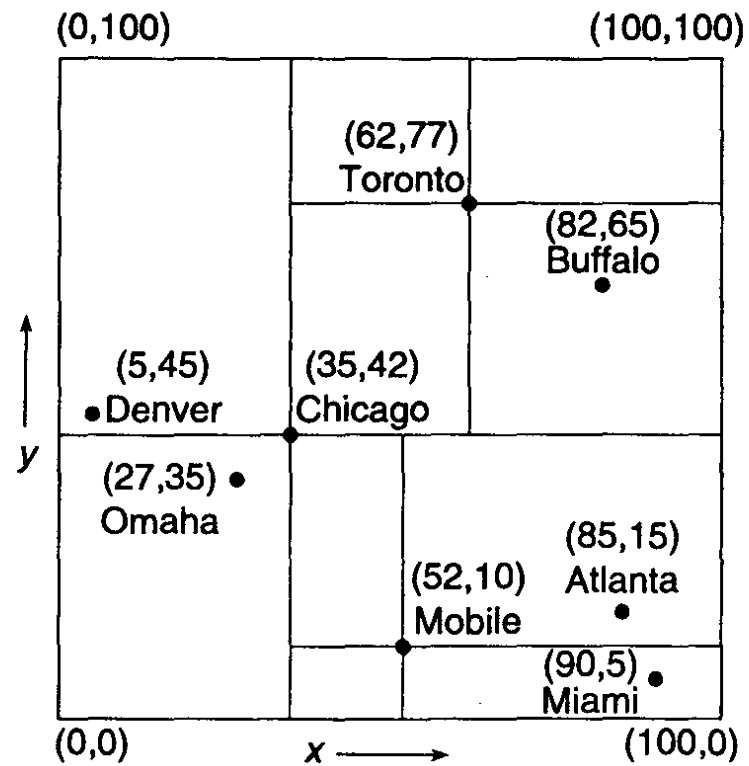 (0,100)
(100,100)
(62,77)
Toronto
(82,65)
Buffalo
(5,45)
Denver
(35,42)
Chicago
y
(27,35)
Omaha
(85,15)
Atlanta
(52,10)
Mobile
(90,5)
Miami
(0,0)
x
(100,0)